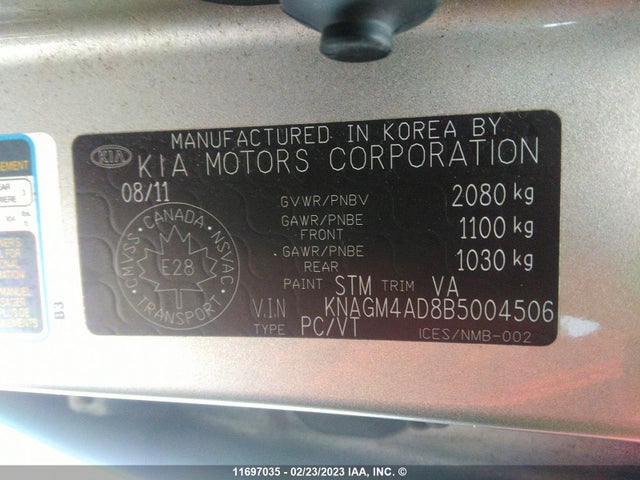 MANUFACTURED IN KOREA BY
KIA KIA MOTORS CORPORATION
08/11
GVWR/PNBV 2080 kg
GAWR/PNBE FRONT 1100 kg
GAWR/PNBE REAR 1030 kg
PAINT STM TRIM VA
V.I.N KNAGM4AD8B5004506
TYPE PC/VT ICES/NMB-002
CANADA
CMVSS NSVAC
E28
TRANSPORT
B3
11697035 - 02/23/2023 IAA, INC. ©